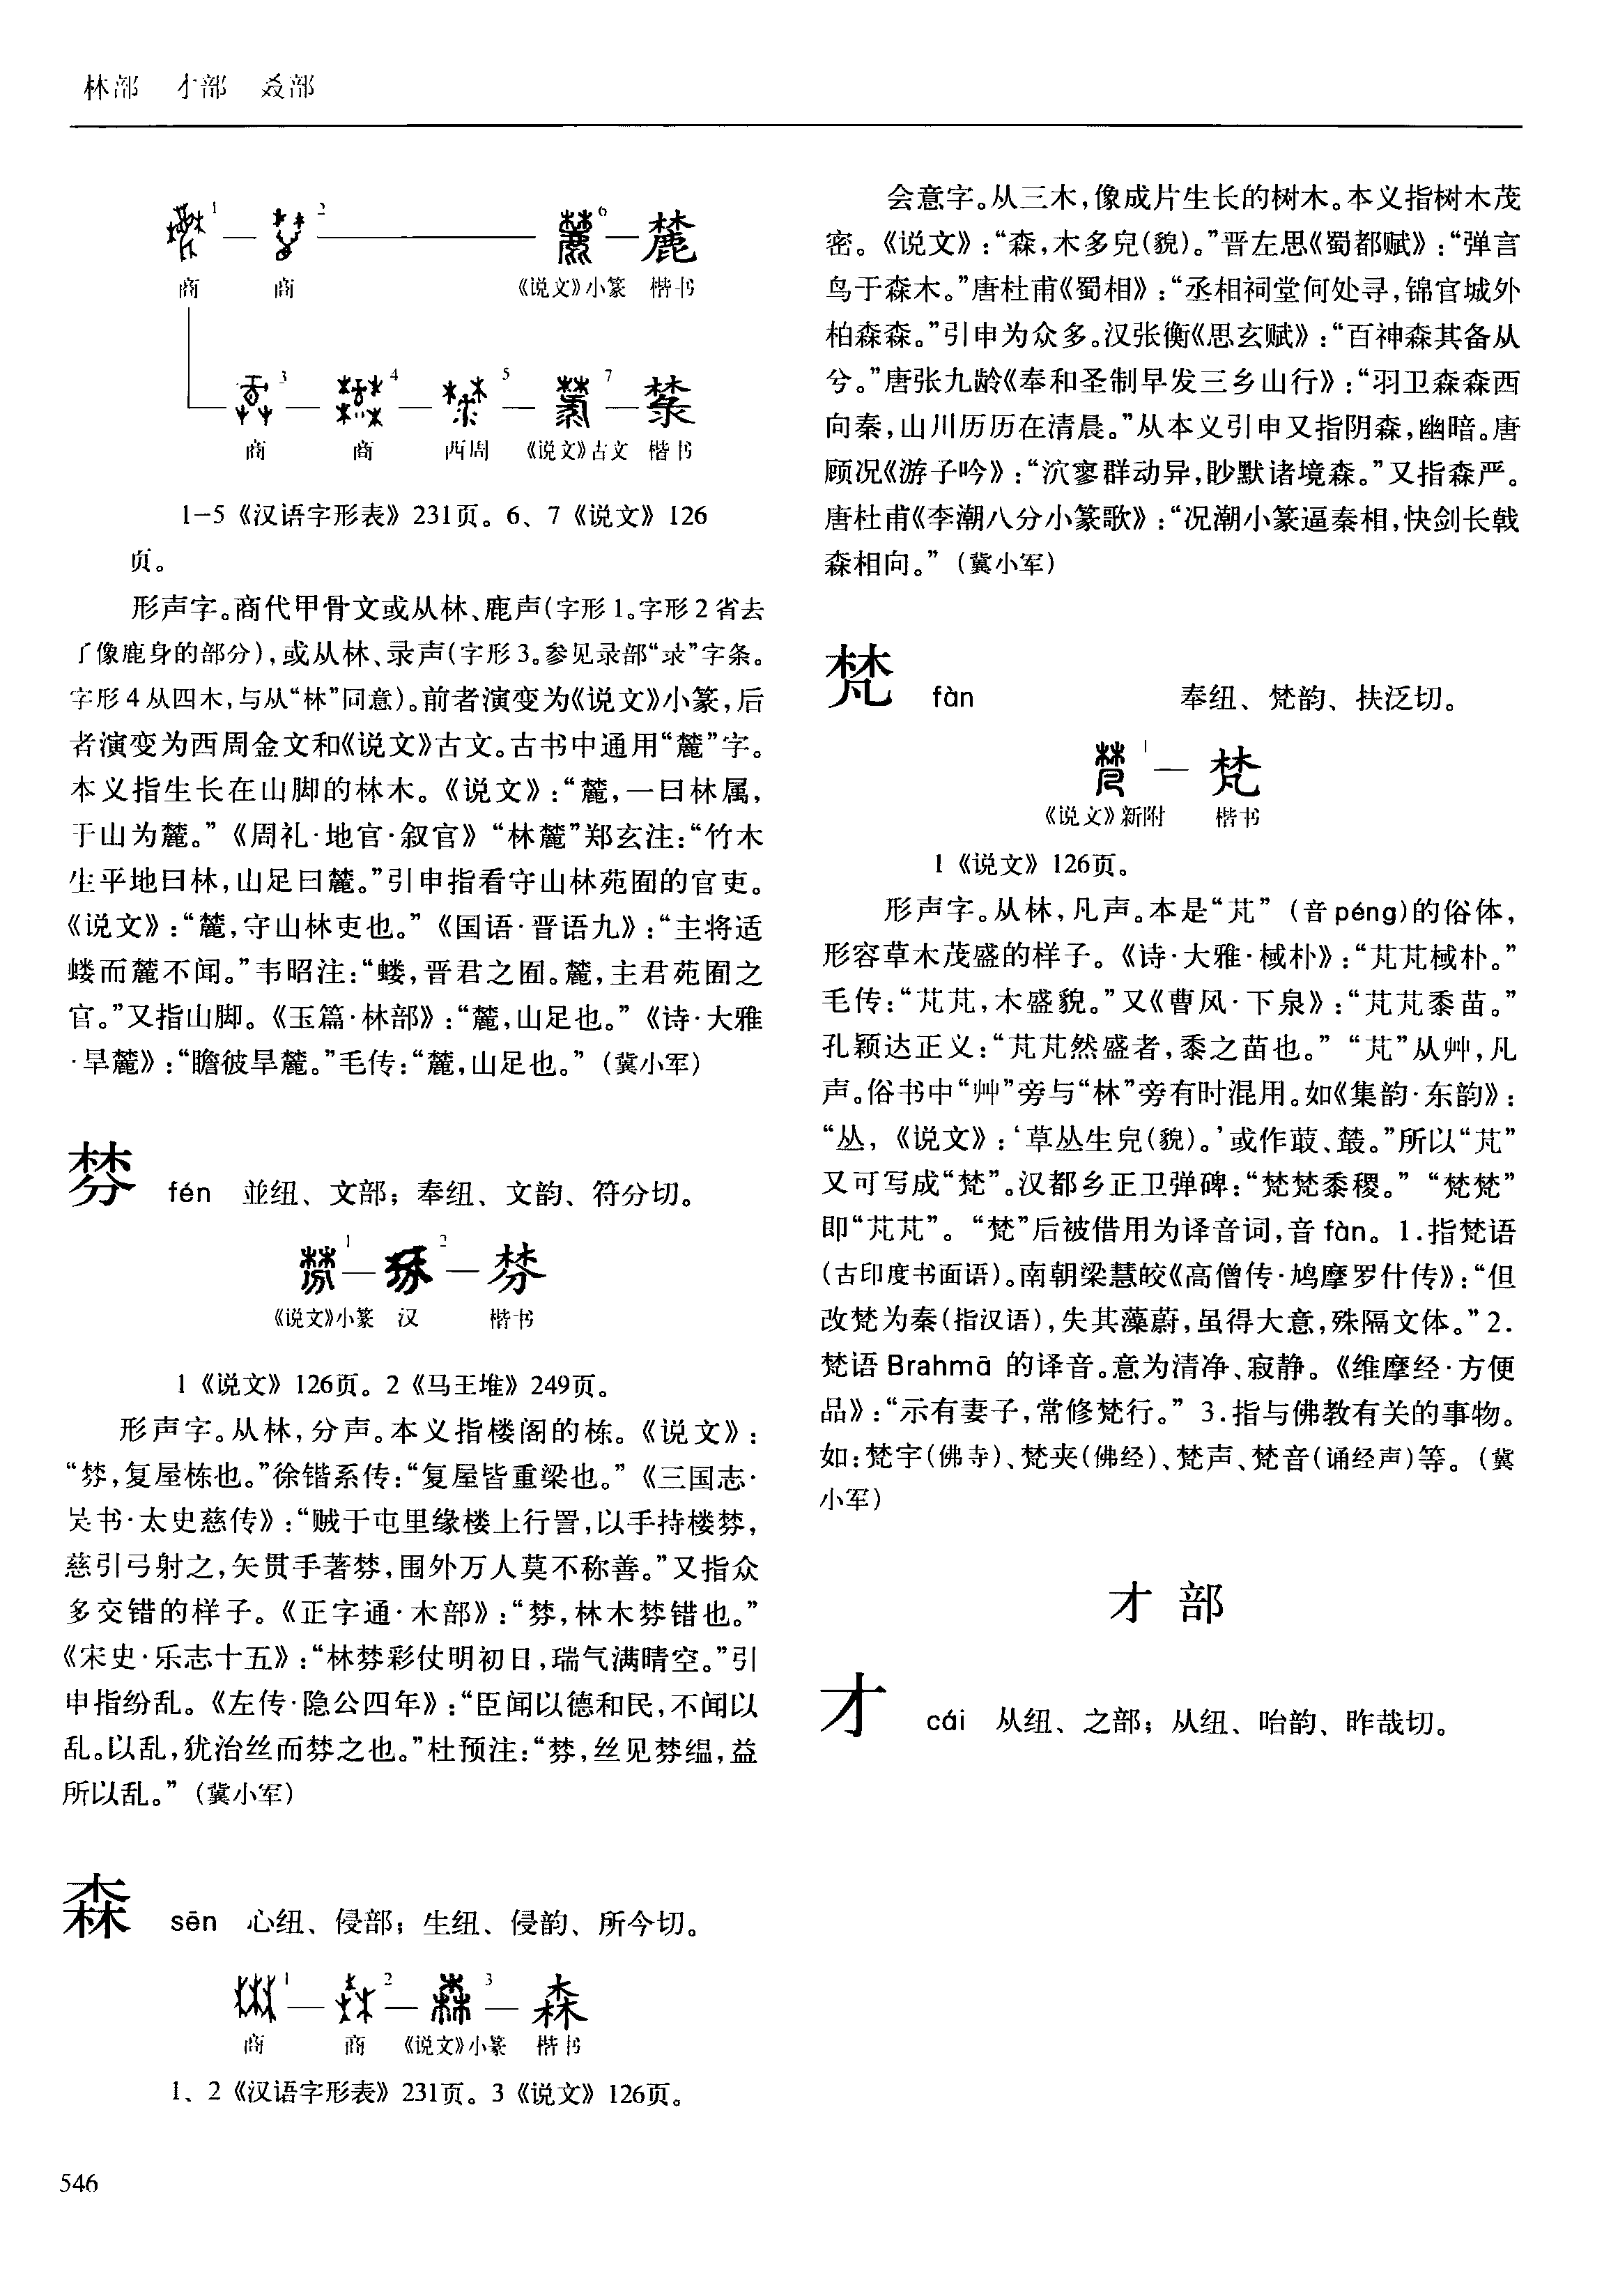 林部 才部 叒部
1 2 6 麓
商 商 《说文》小篆 楷书
3 4 5 7 禁
商 商 西周 《说文》古文 楷书
1-5《汉语字形表》231页。6、7《说文》126
页。
形声字。商代甲骨文或从林、鹿声(字形1。字形2省去
了像鹿身的部分),或从林、录声(字形3。参见录部“录”字条。
字形4从四木,与从“林”同意)。前者演变为《说文》小篆,后
者演变为西周金文和《说文》古文。古书中通用“麓”字。
本义指生长在山脚的林木。《说文》:“麓,一曰林属,
于山为麓。”《周礼·地官·叙官》“林麓”郑玄注:“竹木
生平地曰林,山足曰麓。”引申指看守山林苑囿的官吏。
《说文》:“麓,守山林吏也。”《国语·晋语九》:“主将适
蝼而麓不闻。”韦昭注:“蝼,晋君之囿。麓,主君苑囿之
官。”又指山脚。《玉篇·林部》:“麓,山足也。”《诗·大雅
·旱麓》:“瞻彼旱麓。”毛传:“麓,山足也。”(冀小军)
棼 fén 並纽、文部;奉纽、文韵、符分切。
1 2 棼
《说文》小篆 汉 楷书
1《说文》126页。2《马王堆》249页。
形声字。从林,分声。本义指楼阁的栋。《说文》:
“棼,复屋栋也。”徐锴系传:“复屋皆重梁也。”《三国志·
吴书·太史慈传》:“贼于屯里缘楼上行詈,以手持楼棼,
慈引弓射之,矢贯手著棼,围外万人莫不称善。”又指众
多交错的样子。《正字通·木部》:“棼,林木棼错也。”
《宋史·乐志十五》:“林棼彩仗明初日,瑞气满晴空。”引
申指纷乱。《左传·隐公四年》:“臣闻以德和民,不闻以
乱。以乱,犹治丝而棼之也。”杜预注:“棼,丝见棼缊,益
所以乱。”(冀小军)
森 sēn 心纽、侵部;生纽、侵韵、所今切。
1 2 3 森
商 商 《说文》小篆 楷书
1、2《汉语字形表》231页。3《说文》126页。
546
会意字。从三木,像成片生长的树木。本义指树木茂
密。《说文》:“森,木多皃(貌)。”晋左思《蜀都赋》:“弹言
鸟于森木。”唐杜甫《蜀相》:“丞相祠堂何处寻,锦官城外
柏森森。”引申为众多。汉张衡《思玄赋》:“百神森其备从
兮。”唐张九龄《奉和圣制早发三乡山行》:“羽卫森森西
向秦,山川历历在清晨。”从本义引申又指阴森,幽暗。唐
顾况《游子吟》:“泬寥群动异,眇默诸境森。”又指森严。
唐杜甫《李潮八分小篆歌》:“况潮小篆逼秦相,快剑长戟
森相向。”(冀小军)
梵 fàn 奉纽、梵韵、扶泛切。
1 梵
《说文》新附 楷书
1《说文》126页。
形声字。从林,凡声。本是“芃”(音péng)的俗体,
形容草木茂盛的样子。《诗·大雅·棫朴》:“芃芃棫朴。”
毛传:“芃芃,木盛貌。”又《曹风·下泉》:“芃芃黍苗。”
孔颖达正义:“芃芃然盛者,黍之苗也。”“芃”从艸,凡
声。俗书中“艸”旁与“林”旁有时混用。如《集韵·东韵》:
“丛,《说文》:‘草丛生皃(貌)。’或作菆、藂。”所以“芃”
又可写成“梵”。汉都乡正卫弹碑:“梵梵黍稷。”“梵梵”
即“芃芃”。“梵”后被借用为译音词,音fàn。1.指梵语
(古印度书面语)。南朝梁慧皎《高僧传·鸠摩罗什传》:“但
改梵为秦(指汉语),失其藻蔚,虽得大意,殊隔文体。”2.
梵语Brahmā 的译音。意为清净、寂静。《维摩经·方便
品》:“示有妻子,常修梵行。”3.指与佛教有关的事物。
如:梵宇(佛寺)、梵夹(佛经)、梵声、梵音(诵经声)等。(冀
小军)
才 部
才 cái 从纽、之部;从纽、咍韵、昨哉切。